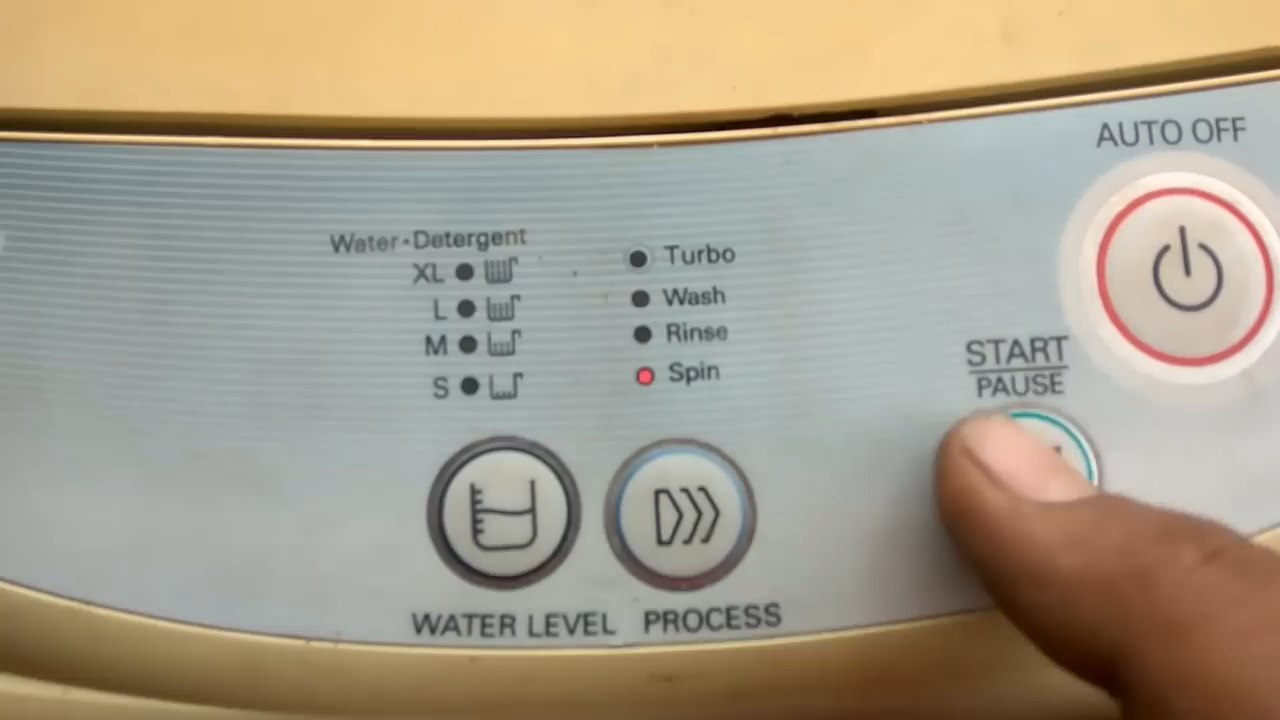 AUTO OFF
Water·Detergent
XL
L
M
S
Turbo
Wash
Rinse
Spin
START
PAUSE
WATER LEVEL
PROCESS